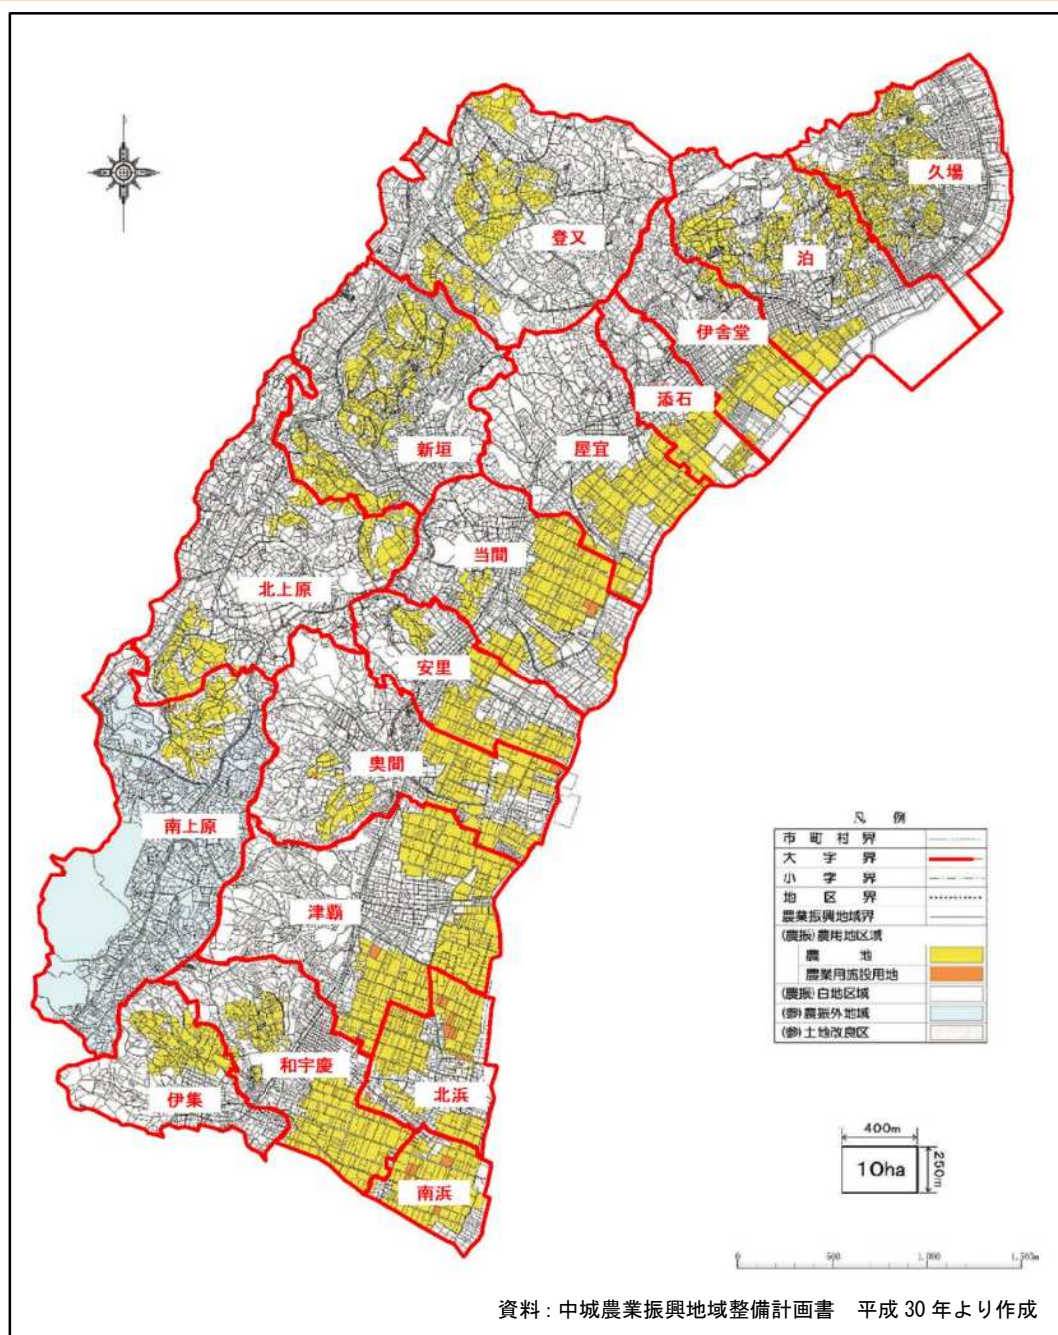 久場
登又
泊
伊舎堂
添石
新垣
屋宜
当間
北上原
安里
奥間
南上原
津覇
和宇慶
北浜
伊集
南浜
凡 例
市 町 村 界
大 字 界
小 字 界
地 区 界
農業振興地域界
(農振)農用地区域
農 地
農業用施設用地
(農振)白地区域
(参)農振外地域
(参)土地改良区
400m
10ha
250m
0 500 1,000 1,500m
資料：中城農業振興地域整備計画書 平成 30 年より作成